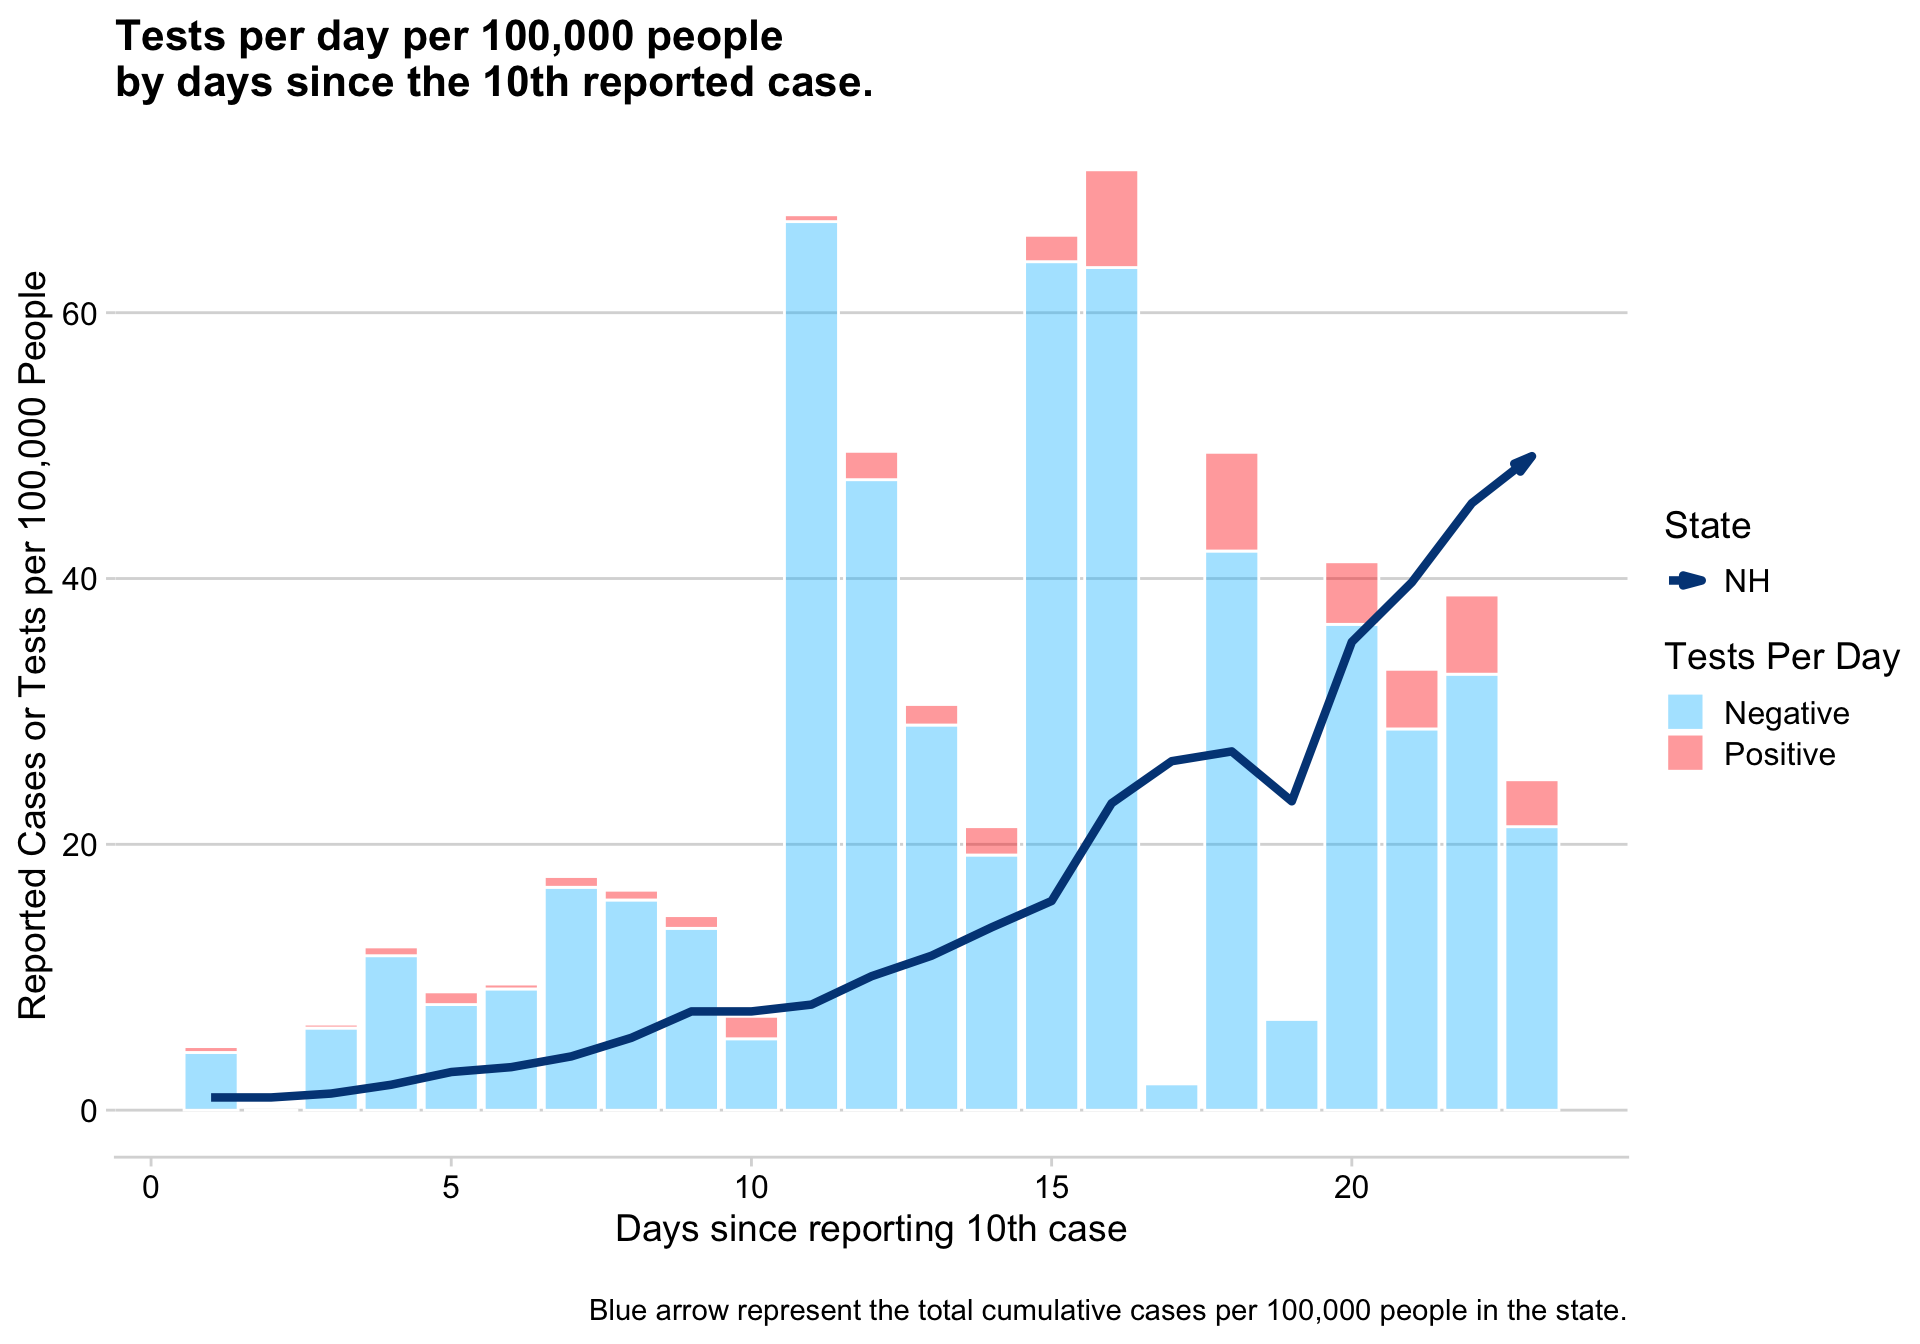 Tests per day per 100,000 people
by days since the 10th reported case.
Reported Cases or Tests per 100,000 People
60
40
20
0
0 5 10 15 20
Days since reporting 10th case
State
NH
Tests Per Day
Negative
Positive
Blue arrow represent the total cumulative cases per 100,000 people in the state.